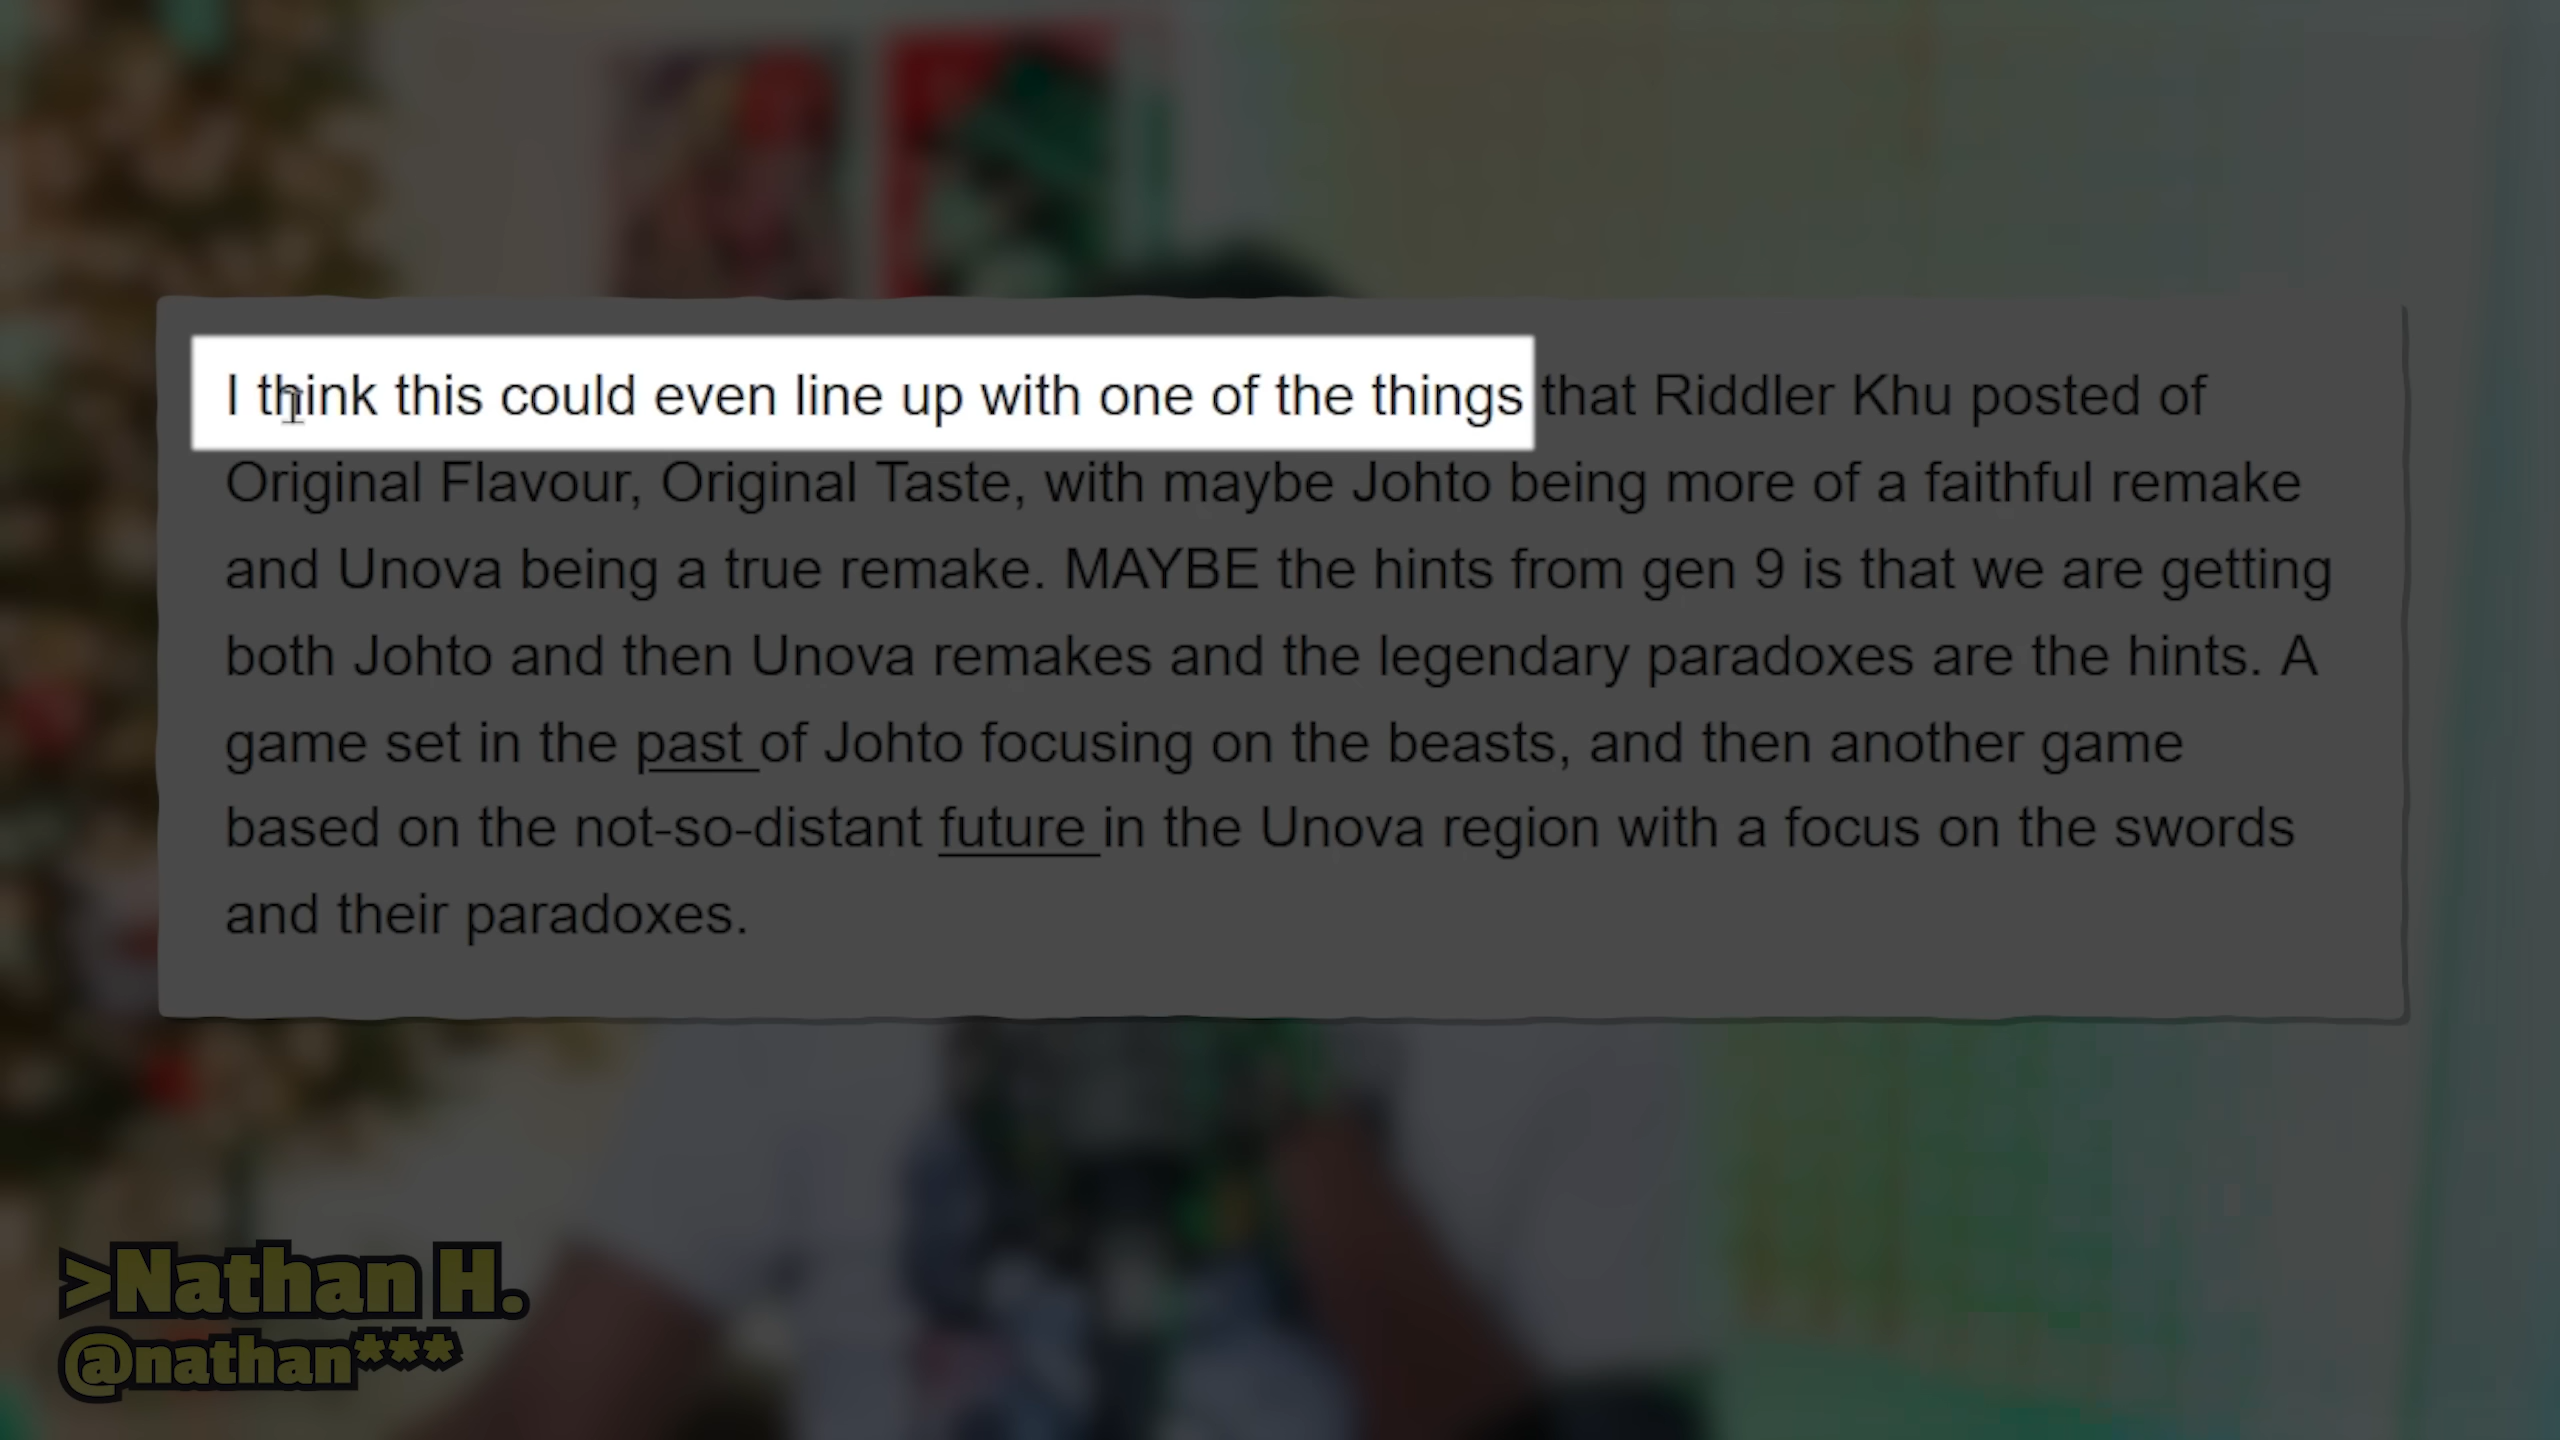 I think this could even line up with one of the things that Riddler Khu posted of
Original Flavour, Original Taste, with maybe Johto being more of a faithful remake
and Unova being a true remake. MAYBE the hints from gen 9 is that we are getting
both Johto and then Unova remakes and the legendary paradoxes are the hints. A
game set in the past of Johto focusing on the beasts, and then another game
based on the not-so-distant future in the Unova region with a focus on the swords
and their paradoxes.
>Nathan H.
@nathan***